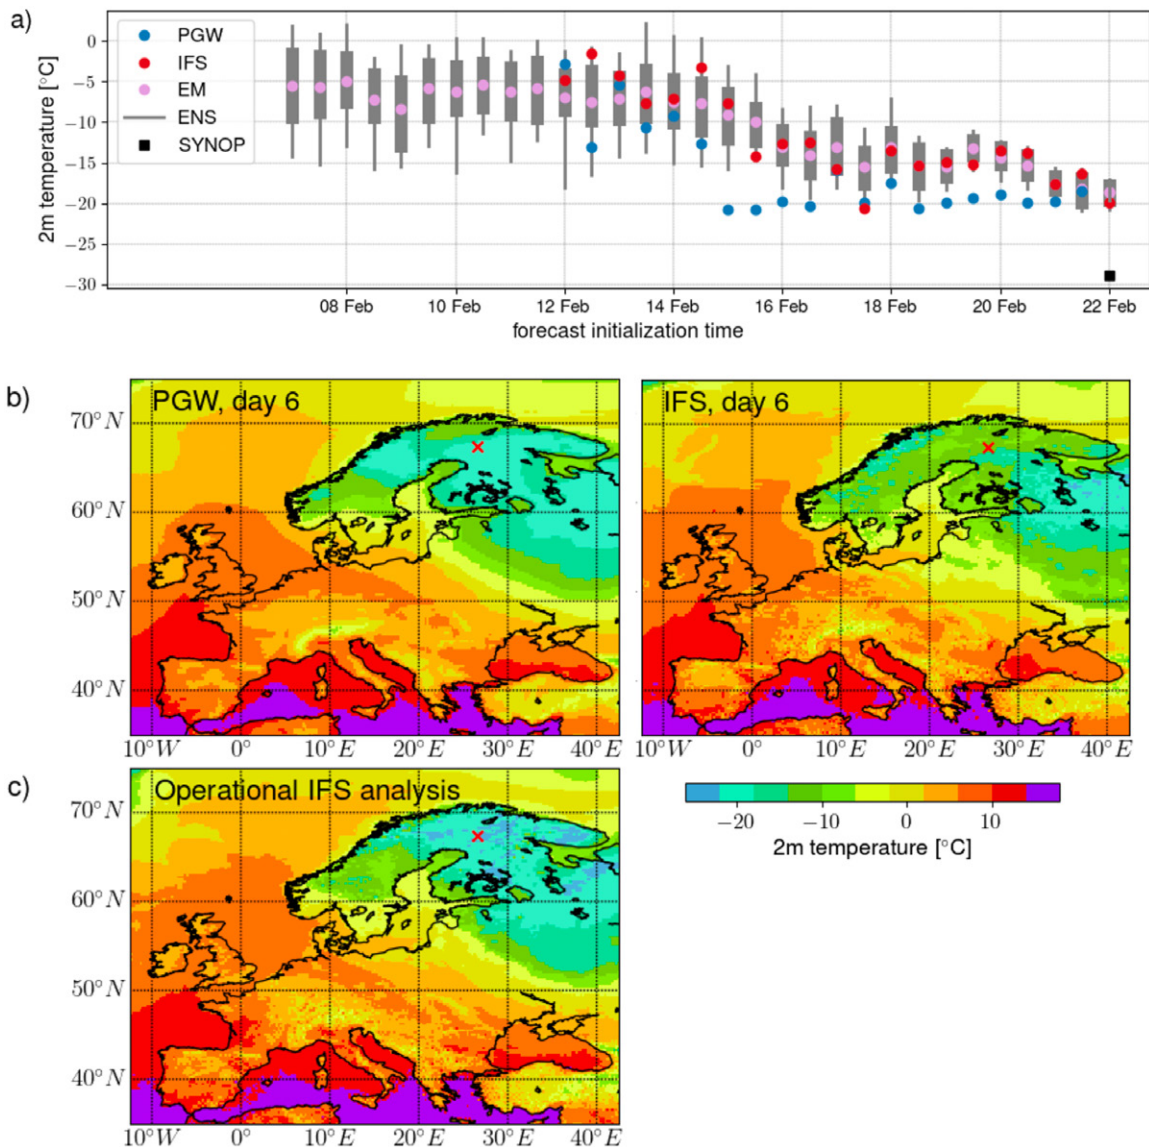 a)
PGW
IFS
EM
ENS
SYNOP
2m temperature [°C]
0
−5
−10
−15
−20
−25
−30
08 Feb 10 Feb 12 Feb 14 Feb 16 Feb 18 Feb 20 Feb 22 Feb
forecast initialization time
b)
PGW, day 6
70°N
60°N
50°N
40°N
10°W 0° 10°E 20°E 30°E 40°E
IFS, day 6
10°W 0° 10°E 20°E 30°E 40°E
c)
Operational IFS analysis
70°N
60°N
50°N
40°N
10°W 0° 10°E 20°E 30°E 40°E
−20 −10 0 10
2m temperature [°C]